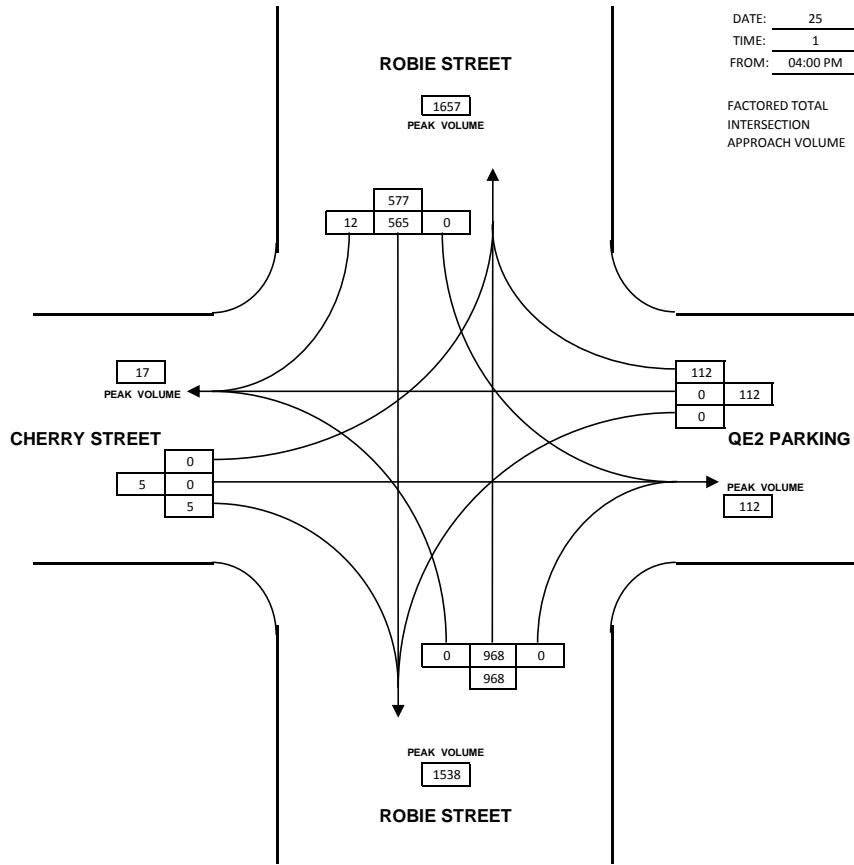 DATE: 25
TIME: 1
FROM: 04:00 PM
ROBIE STREET
1657
PEAK VOLUME
FACTORED TOTAL
INTERSECTION
APPROACH VOLUME
577
12 565 0
17
PEAK VOLUME
112
0 112
0
CHERRY STREET
QE2 PARKING
0
5 0
5
PEAK VOLUME
112
0 968 0
968
PEAK VOLUME
1538
ROBIE STREET